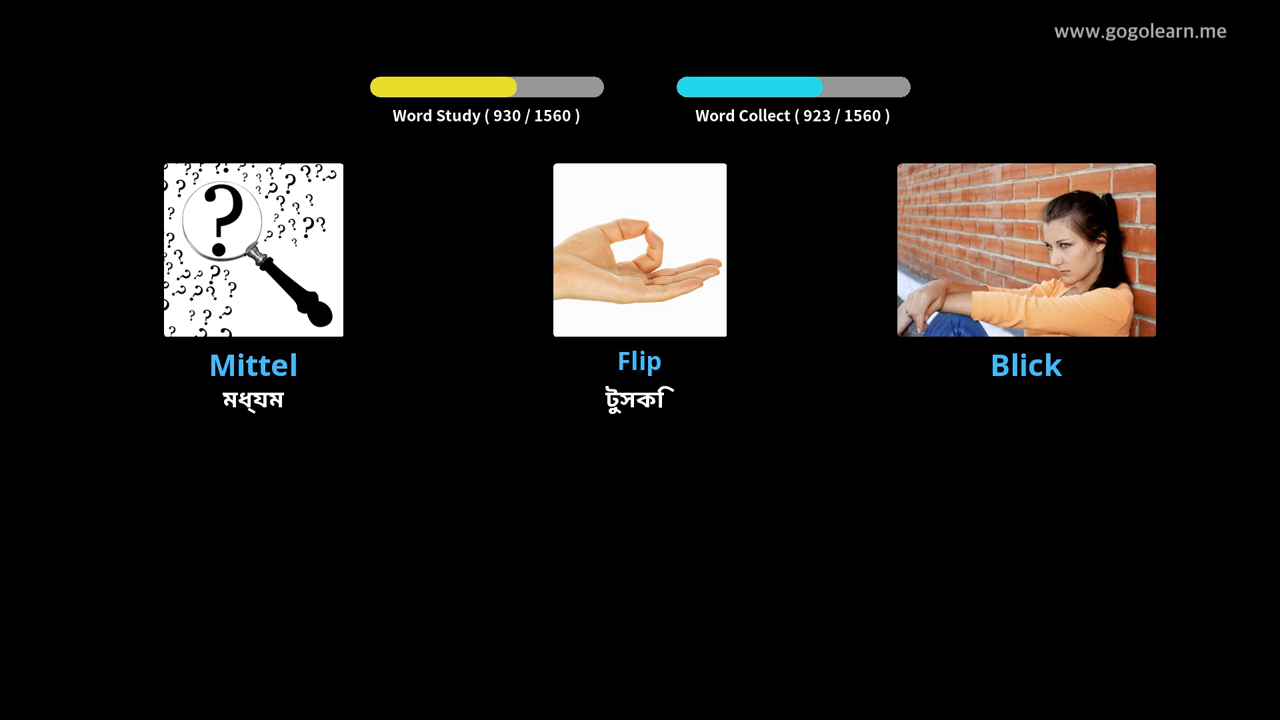 www.gogolearn.me
Word Study ( 930 / 1560 )
Word Collect ( 923 / 1560 )
Mittel
Flip
Blick
মধ্যম
টুসকি